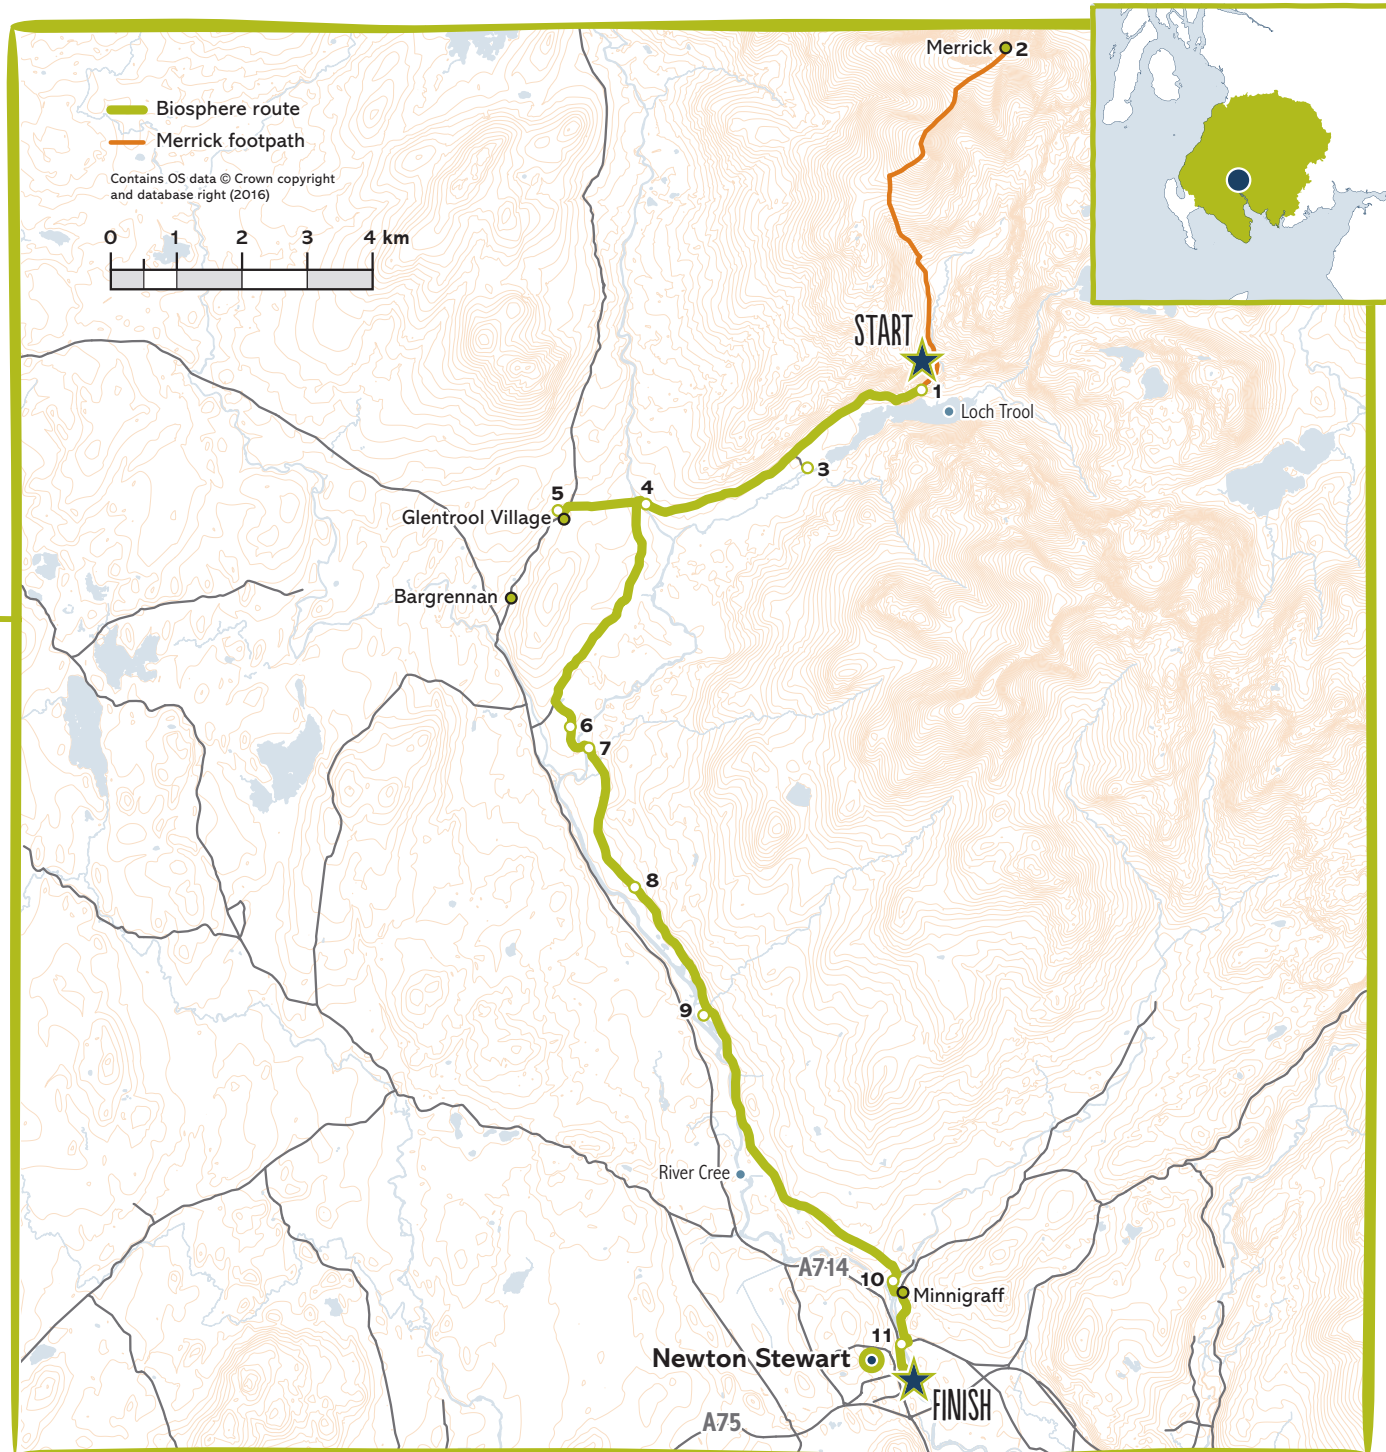 Merrick 2
Biosphere route
Merrick footpath
Contains OS data © Crown copyright
and database right (2016)
0 1 2 3 4 km
START
1
Loch Trool
3
4
5
Glentrool Village
Bargrennan
6
7
8
9
River Cree
A714
10
Minnigraff
11
Newton Stewart
FINISH
A75